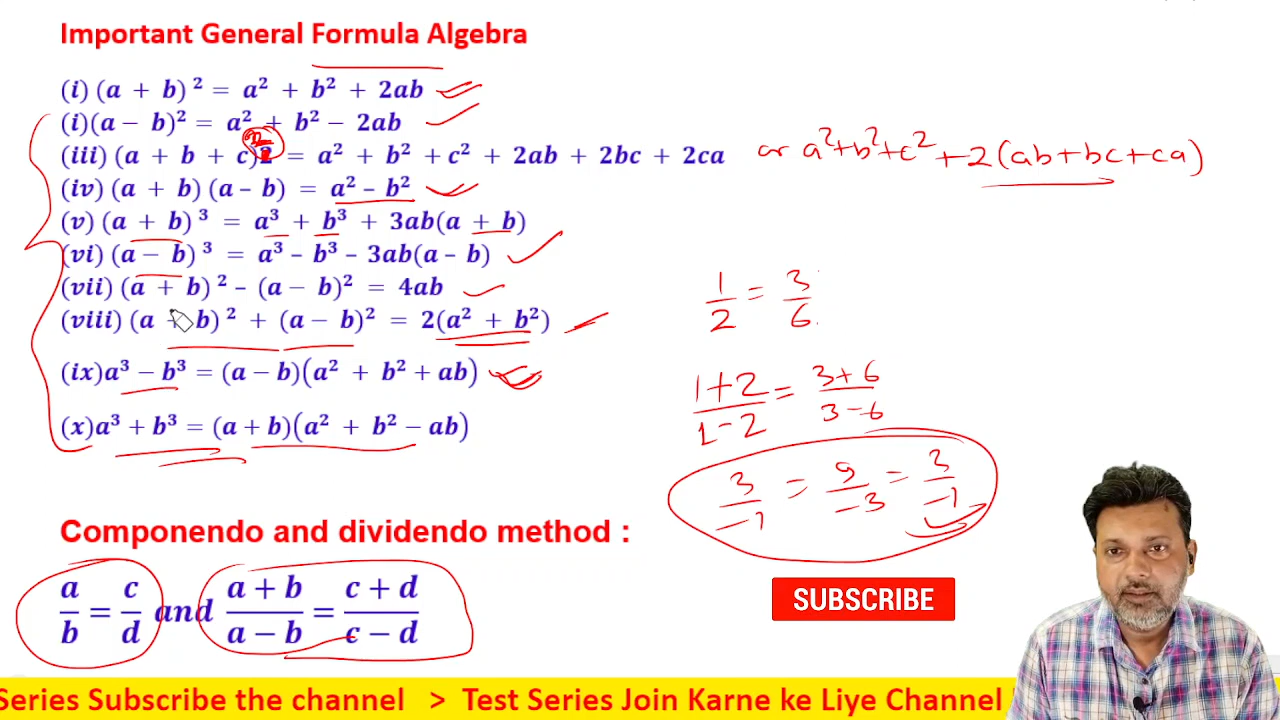 Important General Formula Algebra
(i) (a + b)² = a² + b² + 2ab
(i)(a − b)² = a² + b² − 2ab
(iii) (a + b + c)2 = a² + b² + c² + 2ab + 2bc + 2ca or a²+b²+c² +2(ab+bc+ca)
(iv) (a + b) (a - b) = a² - b²
(v) (a + b)³ = a³ + b³ + 3ab(a + b)
(vi) (a − b)³ = a³ - b³ - 3ab(a - b)
(vii) (a + b)² - (a − b)² = 4ab
(viii) (a + b)² + (a − b)² = 2(a² + b²)
(ix)a³ − b³ = (a − b)(a² + b² + ab)
(x)a³ + b³ = (a + b)(a² + b² − ab)
1/2 = 3/6
1+2/1-2 = 3+6/3-6
3/-1 = 9/-3 = 3/-1
Componendo and dividendo method :
a/b = c/d and a + b/a − b = c + d/c − d
SUBSCRIBE
Series Subscribe the channel > Test Series Join Karne ke Liye Channel